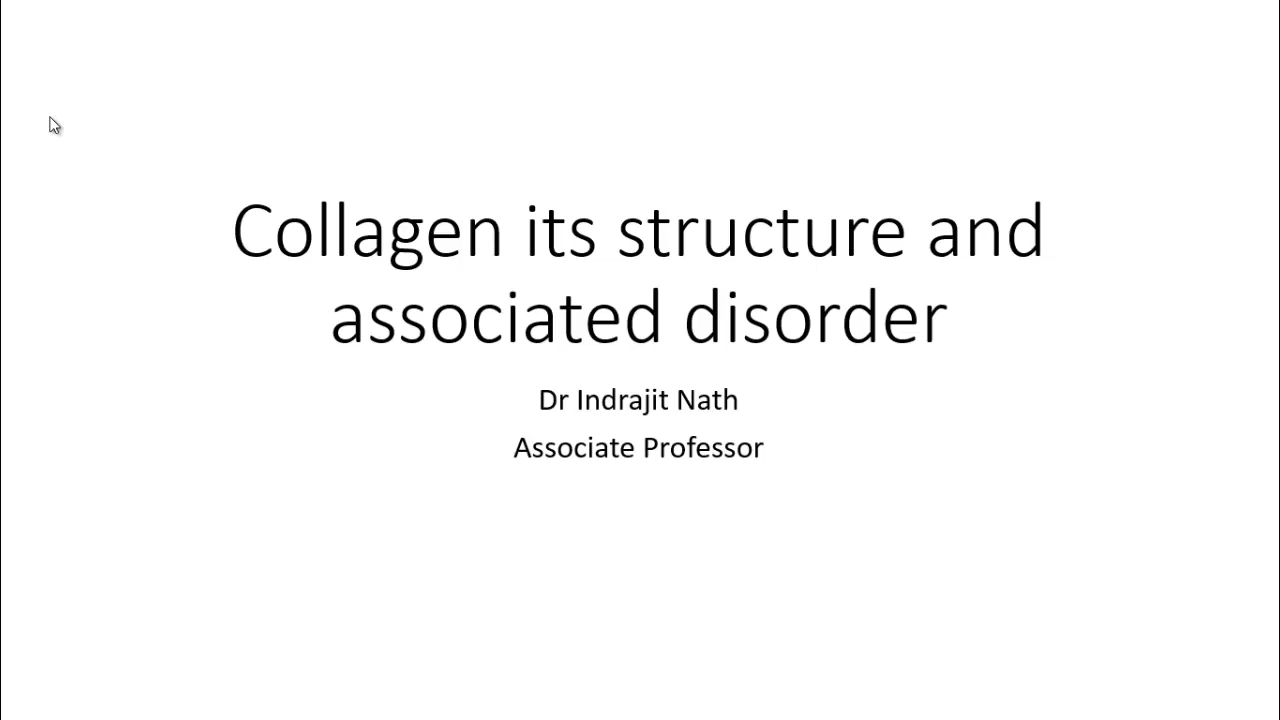 Collagen its structure and
associated disorder
Dr Indrajit Nath
Associate Professor